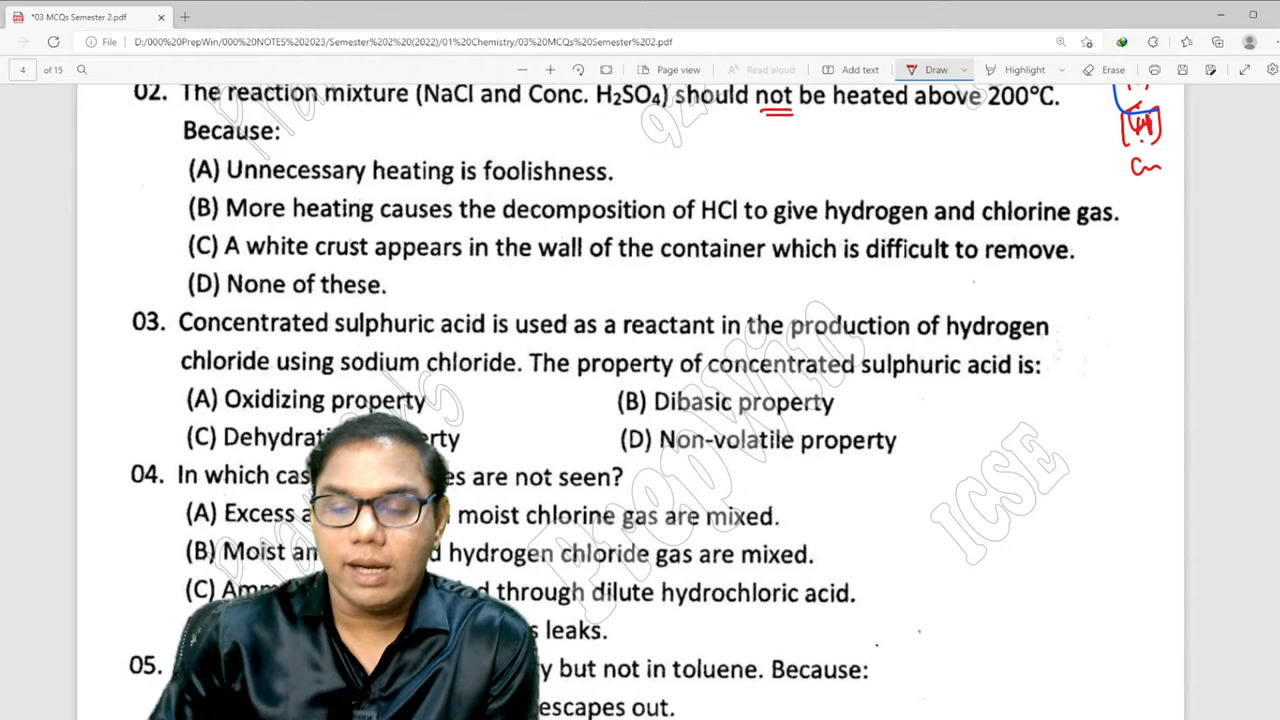 *03 MCQs Semester 2.pdf
File
D:/000%20PrepWin/000%20NOTES%202023/Semester%202%20(2022)/01%20Chemistry/03%20MCQs%20Semester%202.pdf
4 of 15
Page view
Read aloud
Add text
Draw
Highlight
Erase
02. The reaction mixture (NaCl and Conc. H₂SO₄) should not be heated above 200°C.
Because:
(A) Unnecessary heating is foolishness.
(B) More heating causes the decomposition of HCl to give hydrogen and chlorine gas.
(C) A white crust appears in the wall of the container which is difficult to remove.
(D) None of these.
03. Concentrated sulphuric acid is used as a reactant in the production of hydrogen
chloride using sodium chloride. The property of concentrated sulphuric acid is:
(A) Oxidizing property (B) Dibasic property
(C) Dehydrati erty (D) Non-volatile property
04. In which cas es are not seen?
(A) Excess a moist chlorine gas are mixed.
(B) Moist am d hydrogen chloride gas are mixed.
(C) Amm d through dilute hydrochloric acid.
s leaks.
05. y but not in toluene. Because:
escapes out.
PrepWin
ICSE